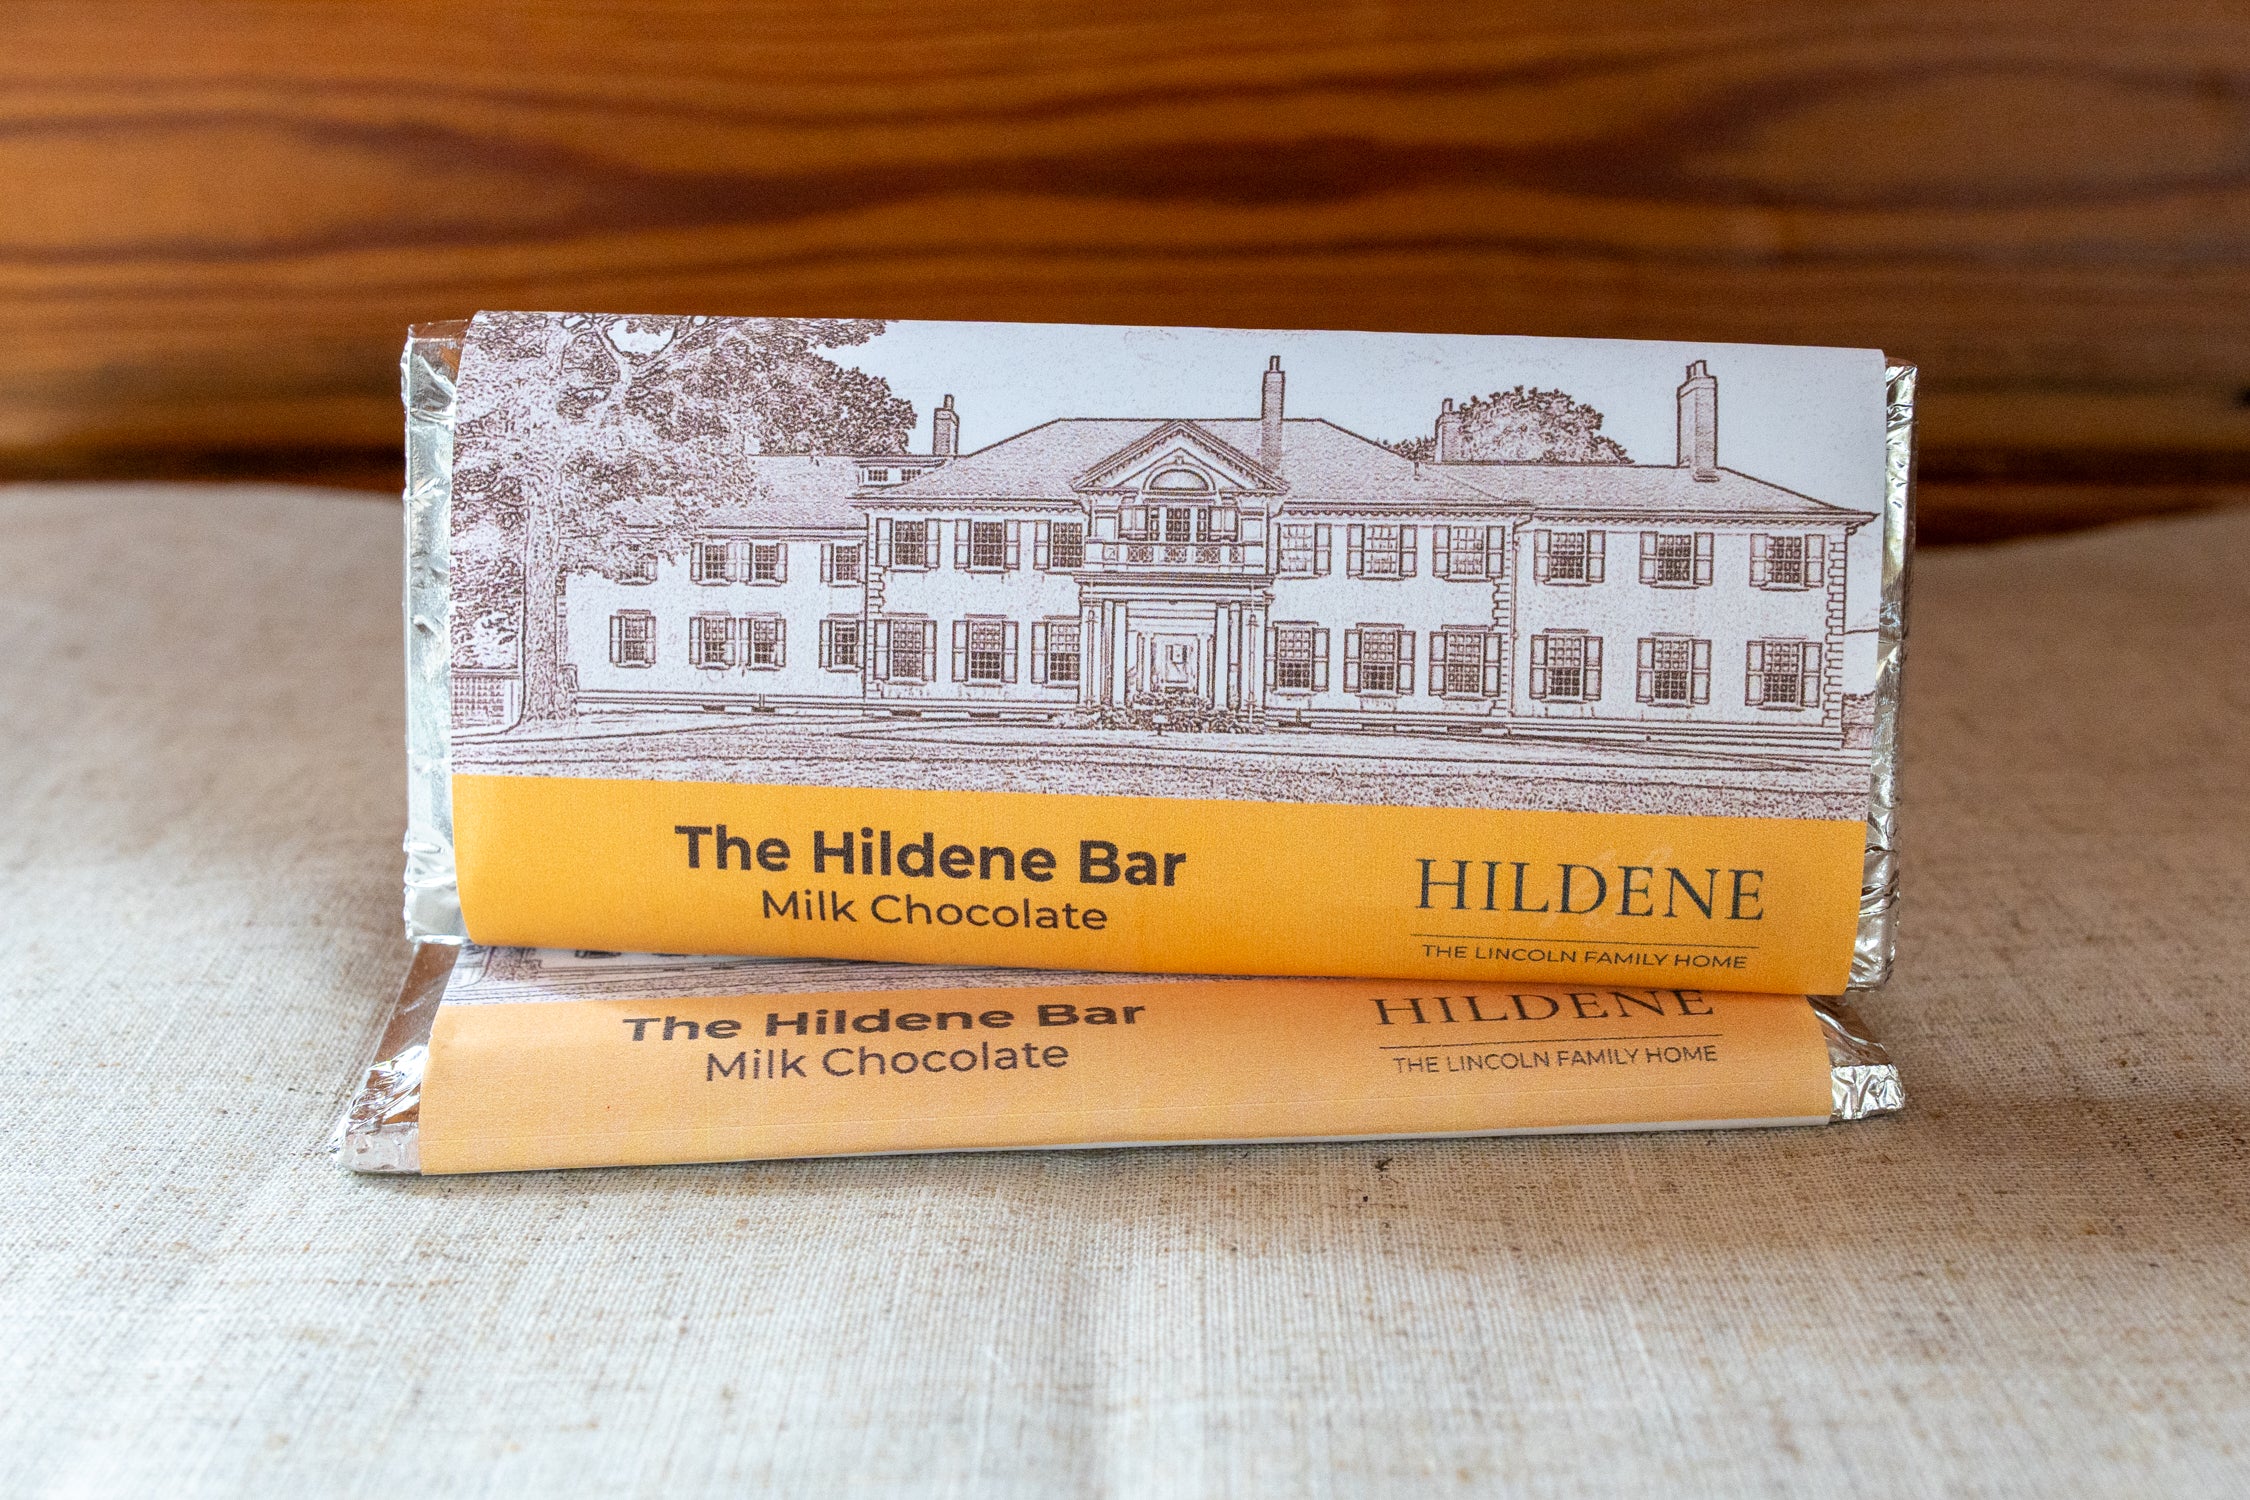 The Hildene Bar
Milk Chocolate
HILDENE
THE LINCOLN FAMILY HOME
The Hildene Bar
Milk Chocolate
HILDENE
THE LINCOLN FAMILY HOME